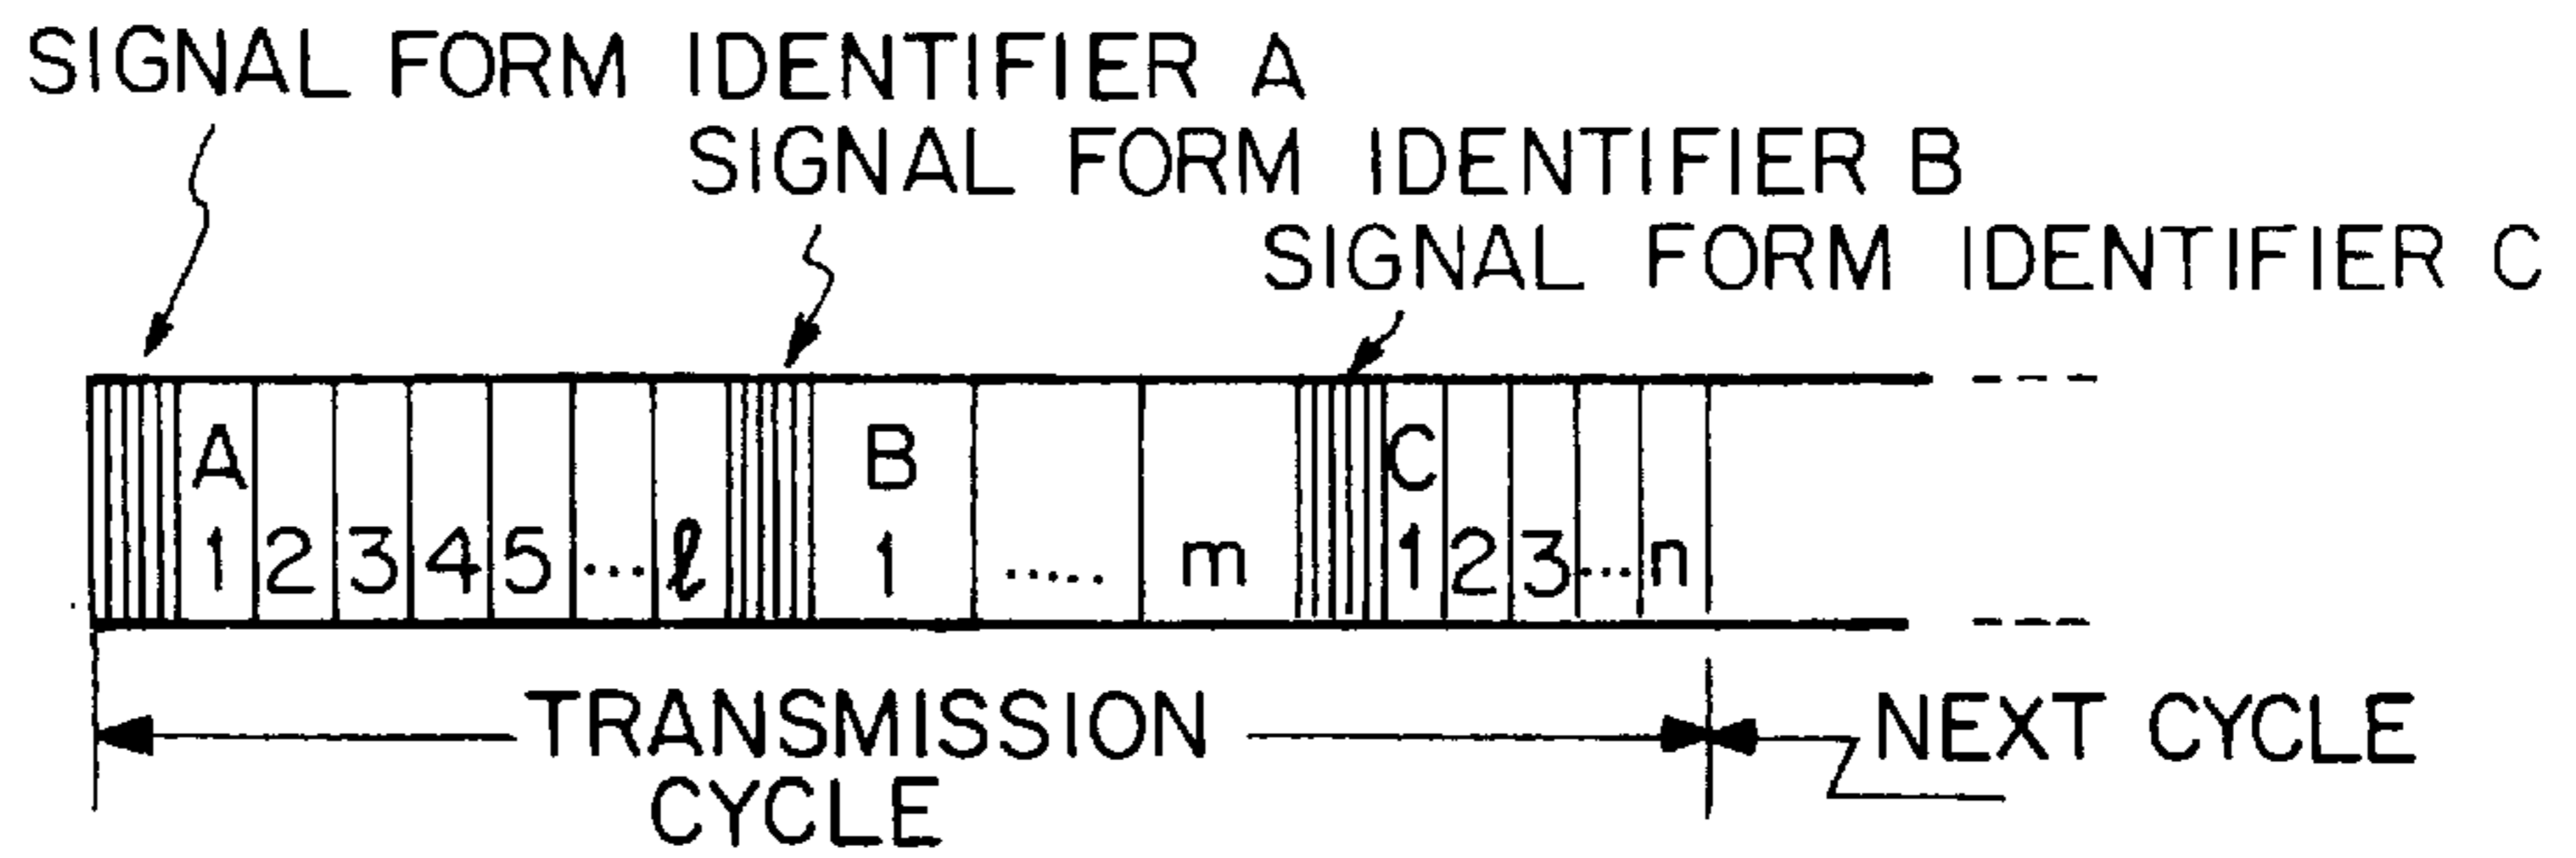 SIGNAL FORM IDENTIFIER A
SIGNAL FORM IDENTIFIER B
SIGNAL FORM IDENTIFIER C
A B C
1 2 3 4 5 ... ℓ 1 ..... m 1 2 3 ... n
TRANSMISSION NEXT CYCLE
CYCLE